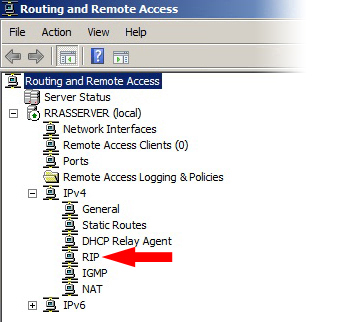 Routing and Remote Access
File Action View Help
Routing and Remote Access
Server Status
RRASSERVER (local)
Network Interfaces
Remote Access Clients (0)
Ports
Remote Access Logging & Policies
IPv4
General
Static Routes
DHCP Relay Agent
RIP
IGMP
NAT
IPv6